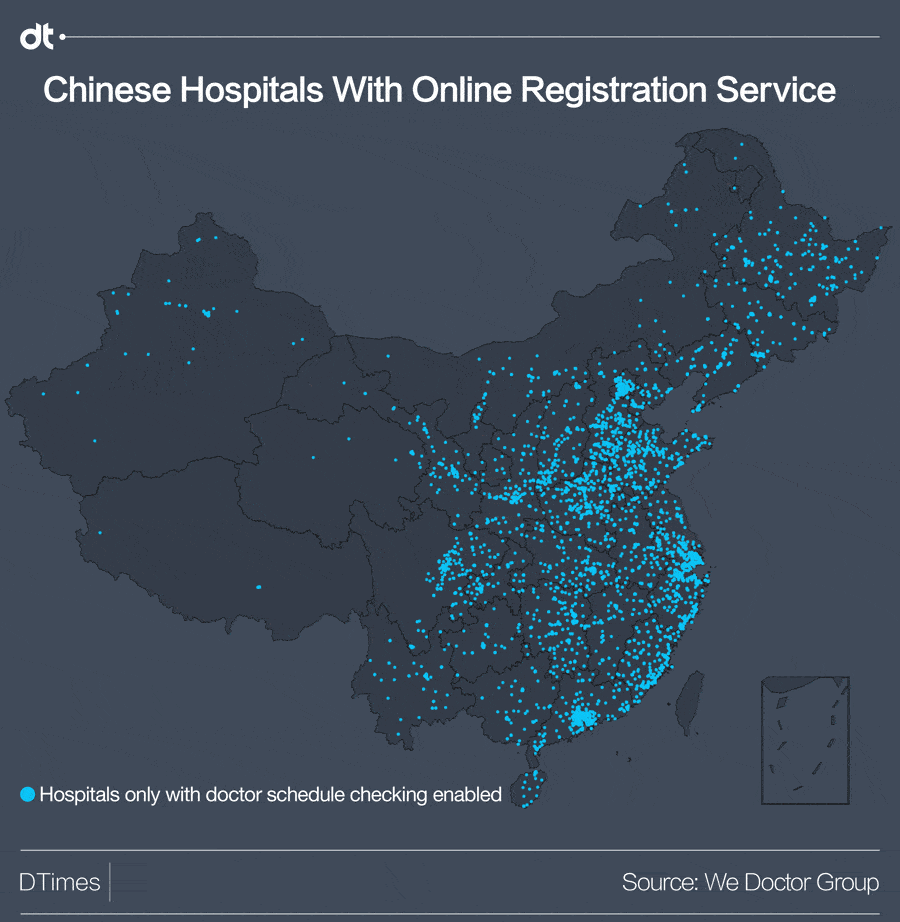 dt
Chinese Hospitals With Online Registration Service
Hospitals only with doctor schedule checking enabled
DTimes
Source: We Doctor Group